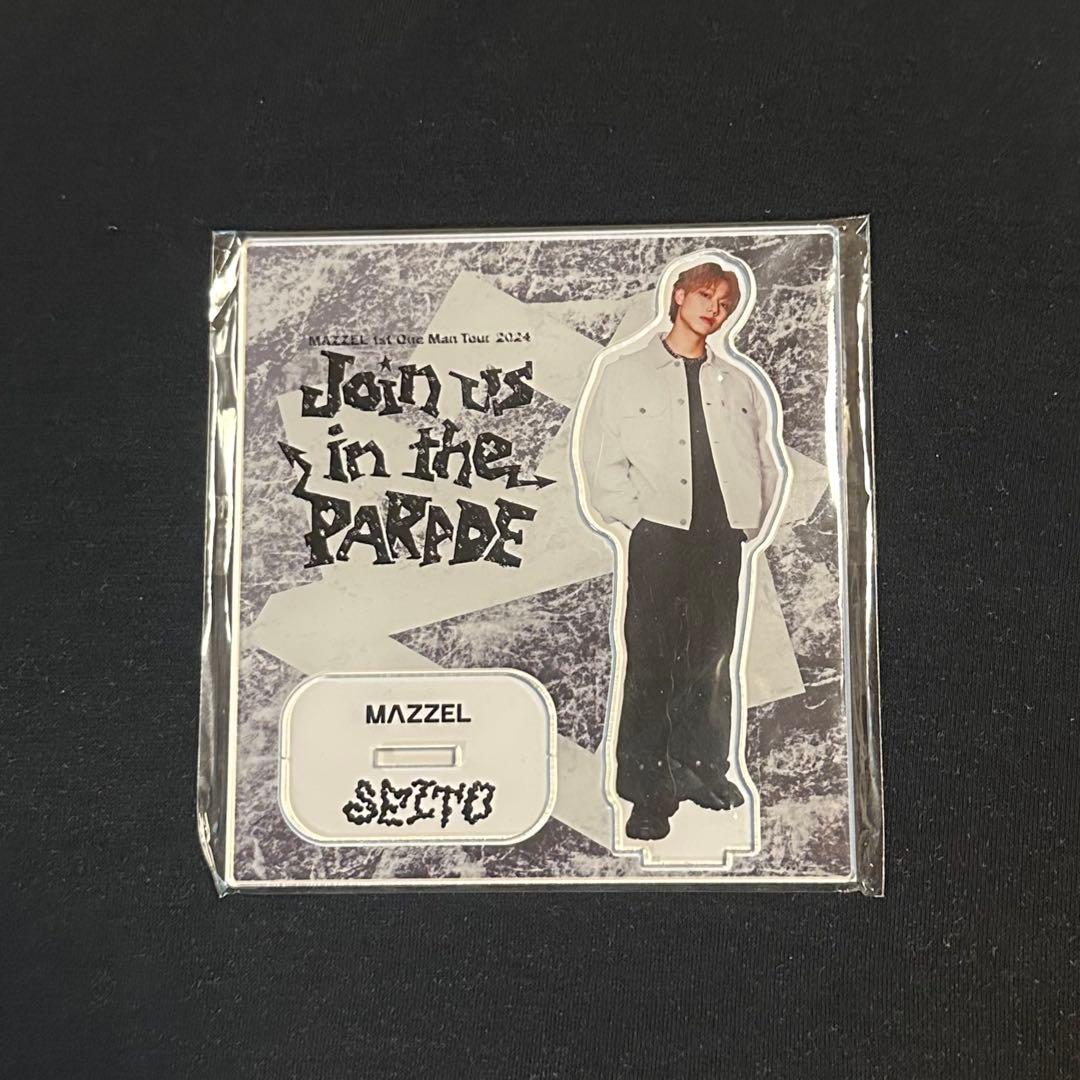 MAZZEL 1st One Man Tour 2024
Join us
in the
PARADE
MAZZEL
SEITO